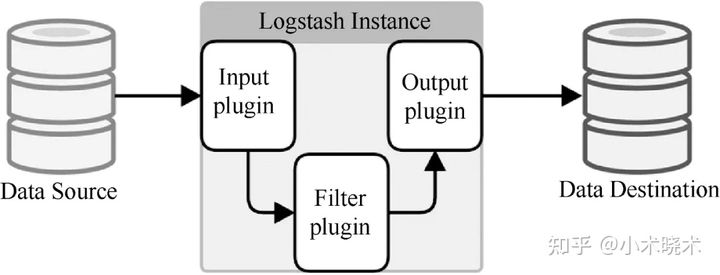 Logstash Instance
Input
plugin
Output
plugin
Filter
plugin
Data Source
Data Destination
知乎 @小术晓术